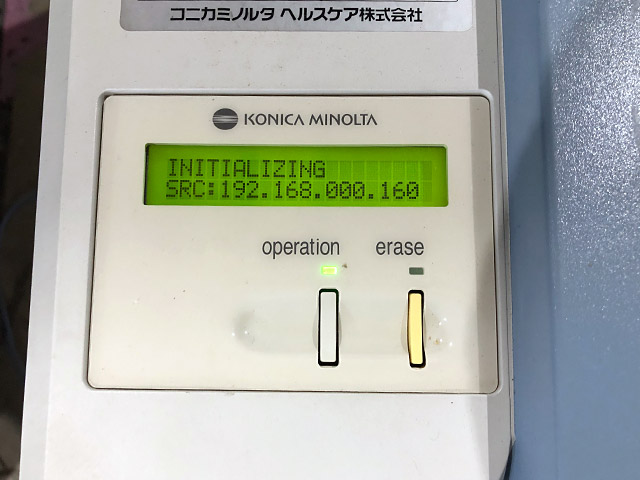 コニカミノルタ ヘルスケア株式会社
KONICA MINOLTA
INITIALIZING
SRC:192.168.000.160
operation
erase